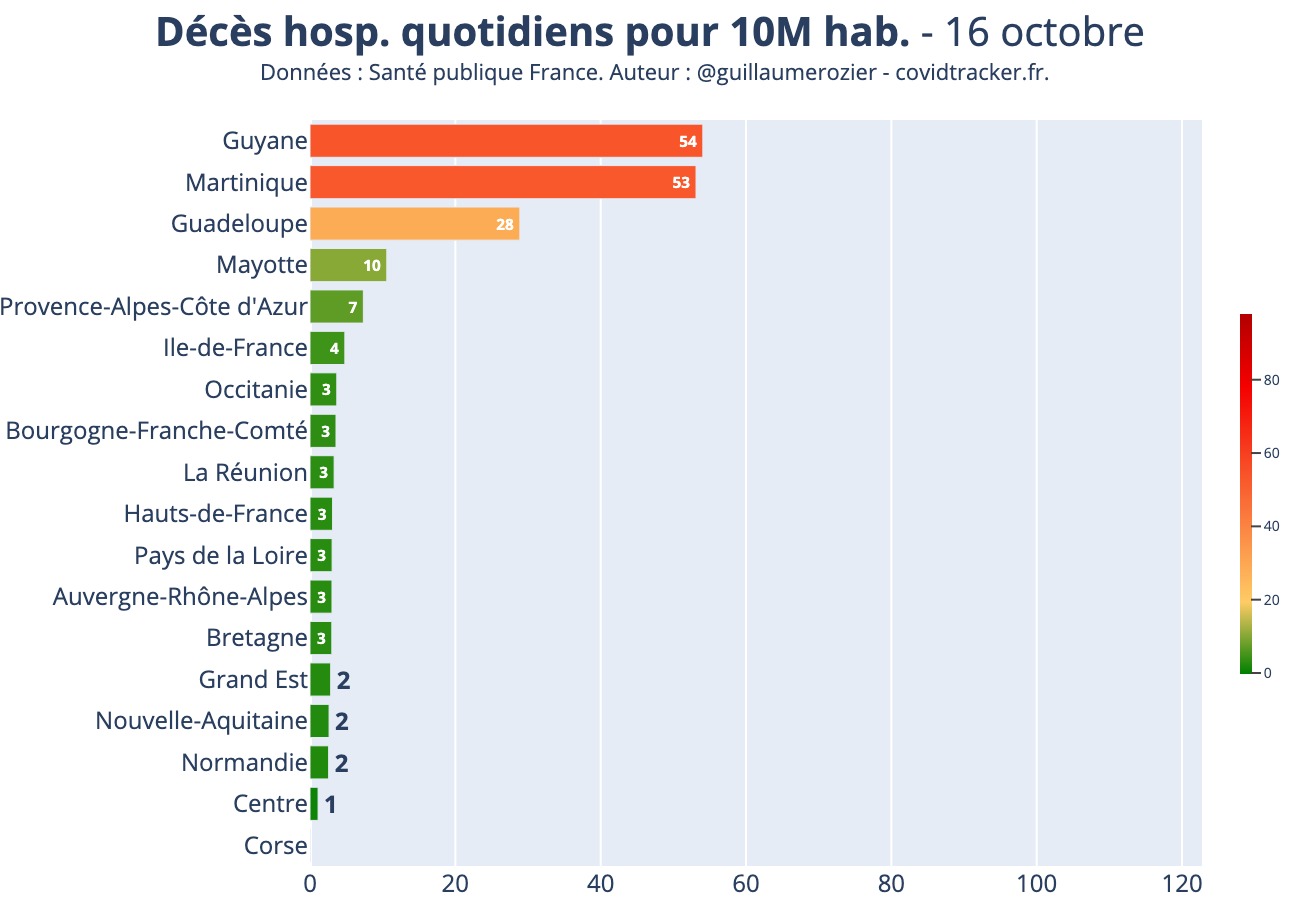 Décès hosp. quotidiens pour 10M hab. - 16 octobre
Données : Santé publique France. Auteur : @guillaumerozier - covidtracker.fr.
Guyane 54
Martinique 53
Guadeloupe 28
Mayotte 10
Provence-Alpes-Côte d'Azur 7
Ile-de-France 4
Occitanie 3
Bourgogne-Franche-Comté 3
La Réunion 3
Hauts-de-France 3
Pays de la Loire 3
Auvergne-Rhône-Alpes 3
Bretagne 3
Grand Est 2
Nouvelle-Aquitaine 2
Normandie 2
Centre 1
Corse
0 20 40 60 80 100 120
80
60
40
20
0